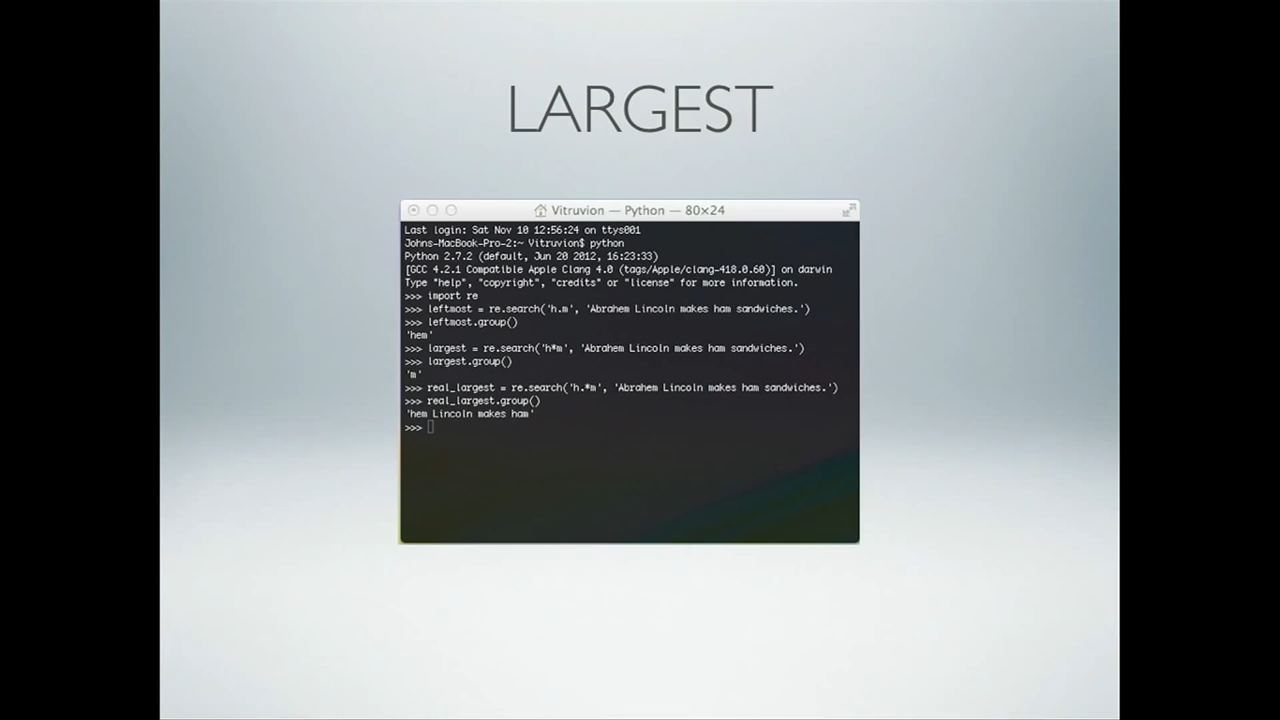 LARGEST
Vitruvion — Python — 80×24
Last login: Sat Nov 10 12:56:24 on ttys001
Johns-MacBook-Pro-2:~ Vitruvion$ python
Python 2.7.2 (default, Jun 20 2012, 16:23:33)
[GCC 4.2.1 Compatible Apple Clang 4.0 (tags/Apple/clang-418.0.60)] on darwin
Type "help", "copyright", "credits" or "license" for more information.
>>> import re
>>> leftmost = re.search('h.m', 'Abrahem Lincoln makes ham sandwiches.')
>>> leftmost.group()
'hem'
>>> largest = re.search('h*m', 'Abrahem Lincoln makes ham sandwiches.')
>>> largest.group()
'm'
>>> real_largest = re.search('h.*m', 'Abrahem Lincoln makes ham sandwiches.')
>>> real_largest.group()
'hem Lincoln makes ham'
>>>